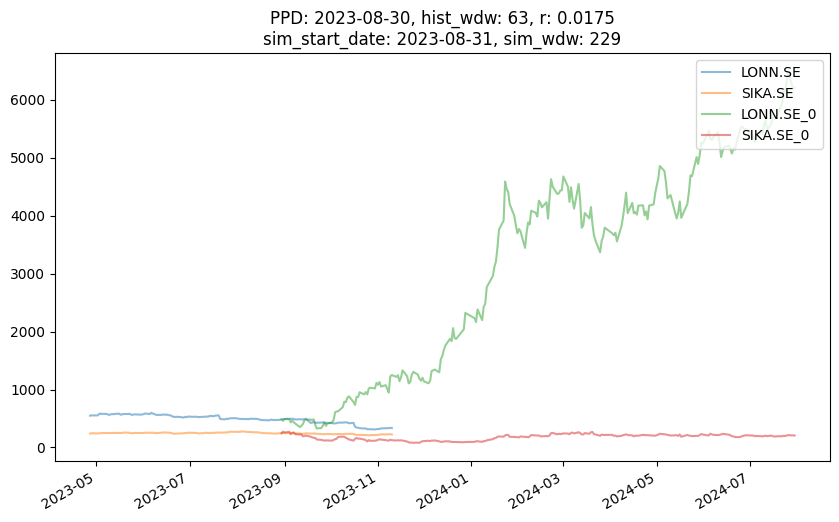 PPD: 2023-08-30, hist_wdw: 63, r: 0.0175
sim_start_date: 2023-08-31, sim_wdw: 229
LONN.SE
SIKA.SE
LONN.SE_0
SIKA.SE_0
6000
5000
4000
3000
2000
1000
0
2023-05
2023-07
2023-09
2023-11
2024-01
2024-03
2024-05
2024-07